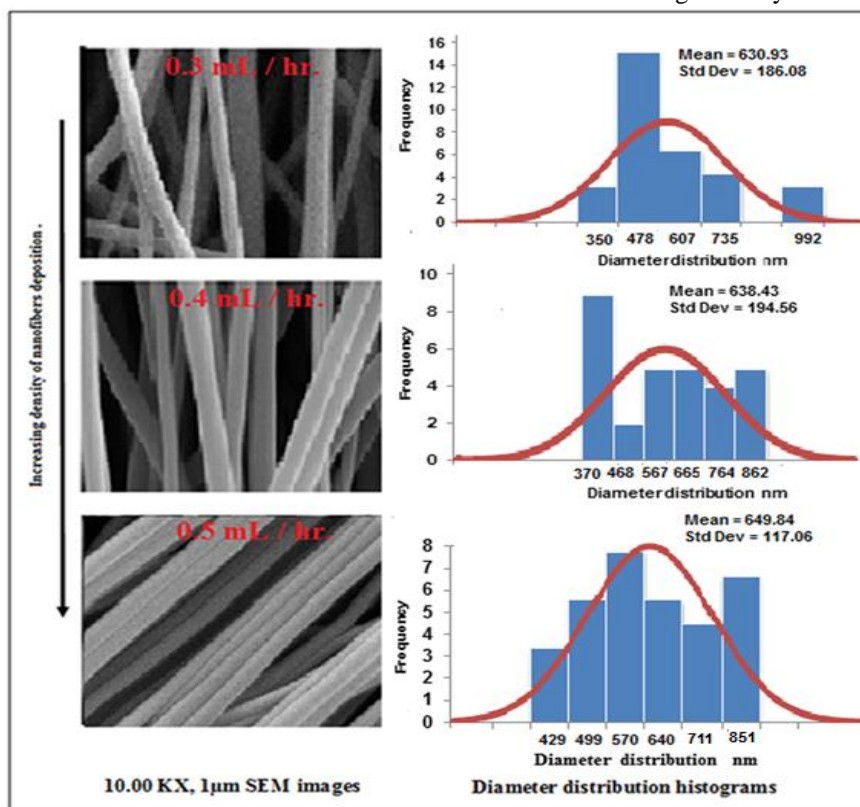 0.3 mL / hr.
16
14
12
10
8
6
4
2
0
Frequency
Mean = 630.93
Std Dev = 186.08
350 478 607 735 992
Diameter distribution nm
Increasing density of nanofibers deposition .
0.4 mL / hr.
10
8
6
4
2
0
Frequency
Mean = 638.43
Std Dev = 194.56
370 468 567 665 764 862
Diameter distribution nm
0.5 mL / hr.
8
7
6
5
4
3
2
1
0
Frequency
Mean = 649.84
Std Dev = 117.06
429 499 570 640 711 851
Diameter distribution nm
10.00 KX, 1µm SEM images
Diameter distribution histograms